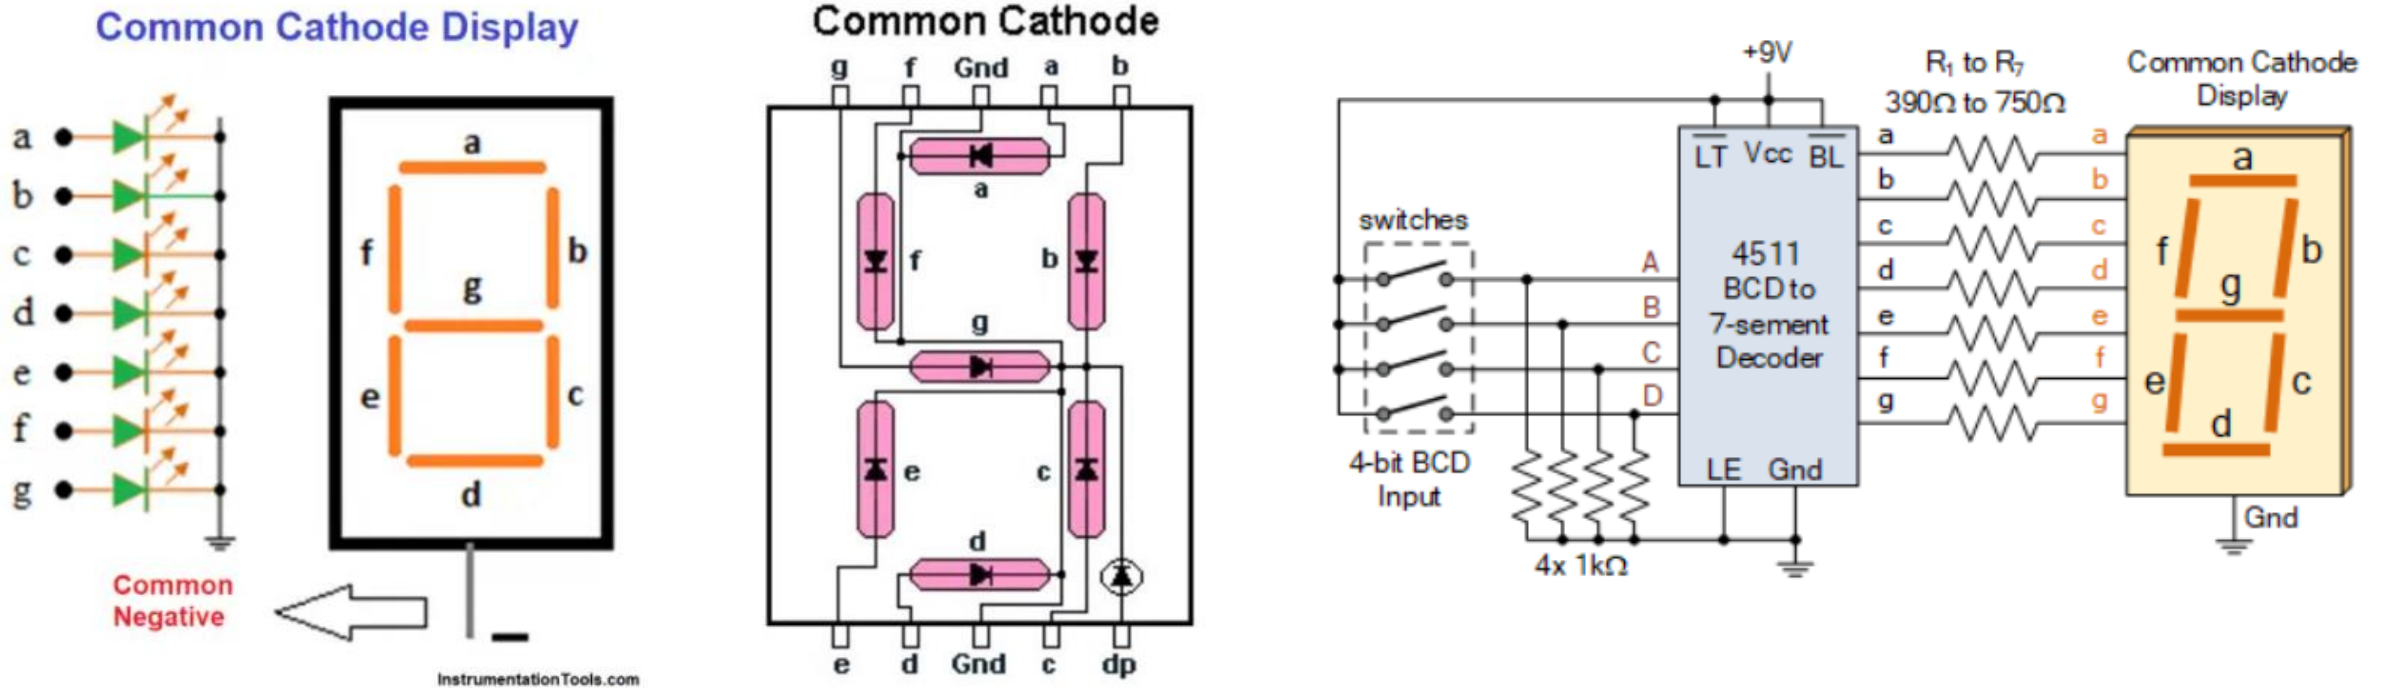 Common Cathode Display
a
b
c
d
e
f
g
a
f
b
g
e
c
d
Common
Negative
InstrumentationTools.com
Common Cathode
g f Gnd a b
a
f b
g
e c
d
e d Gnd c dp
+9V
R1 to R7
390Ω to 750Ω
Common Cathode
Display
LT Vcc BL
switches
A
B
C
D
4511
BCD to
7-sement
Decoder
4-bit BCD
Input
LE Gnd
4x 1kΩ
a a
b b
c c
d d
e e
f f
g g
a
f b
g
e c
d
Gnd